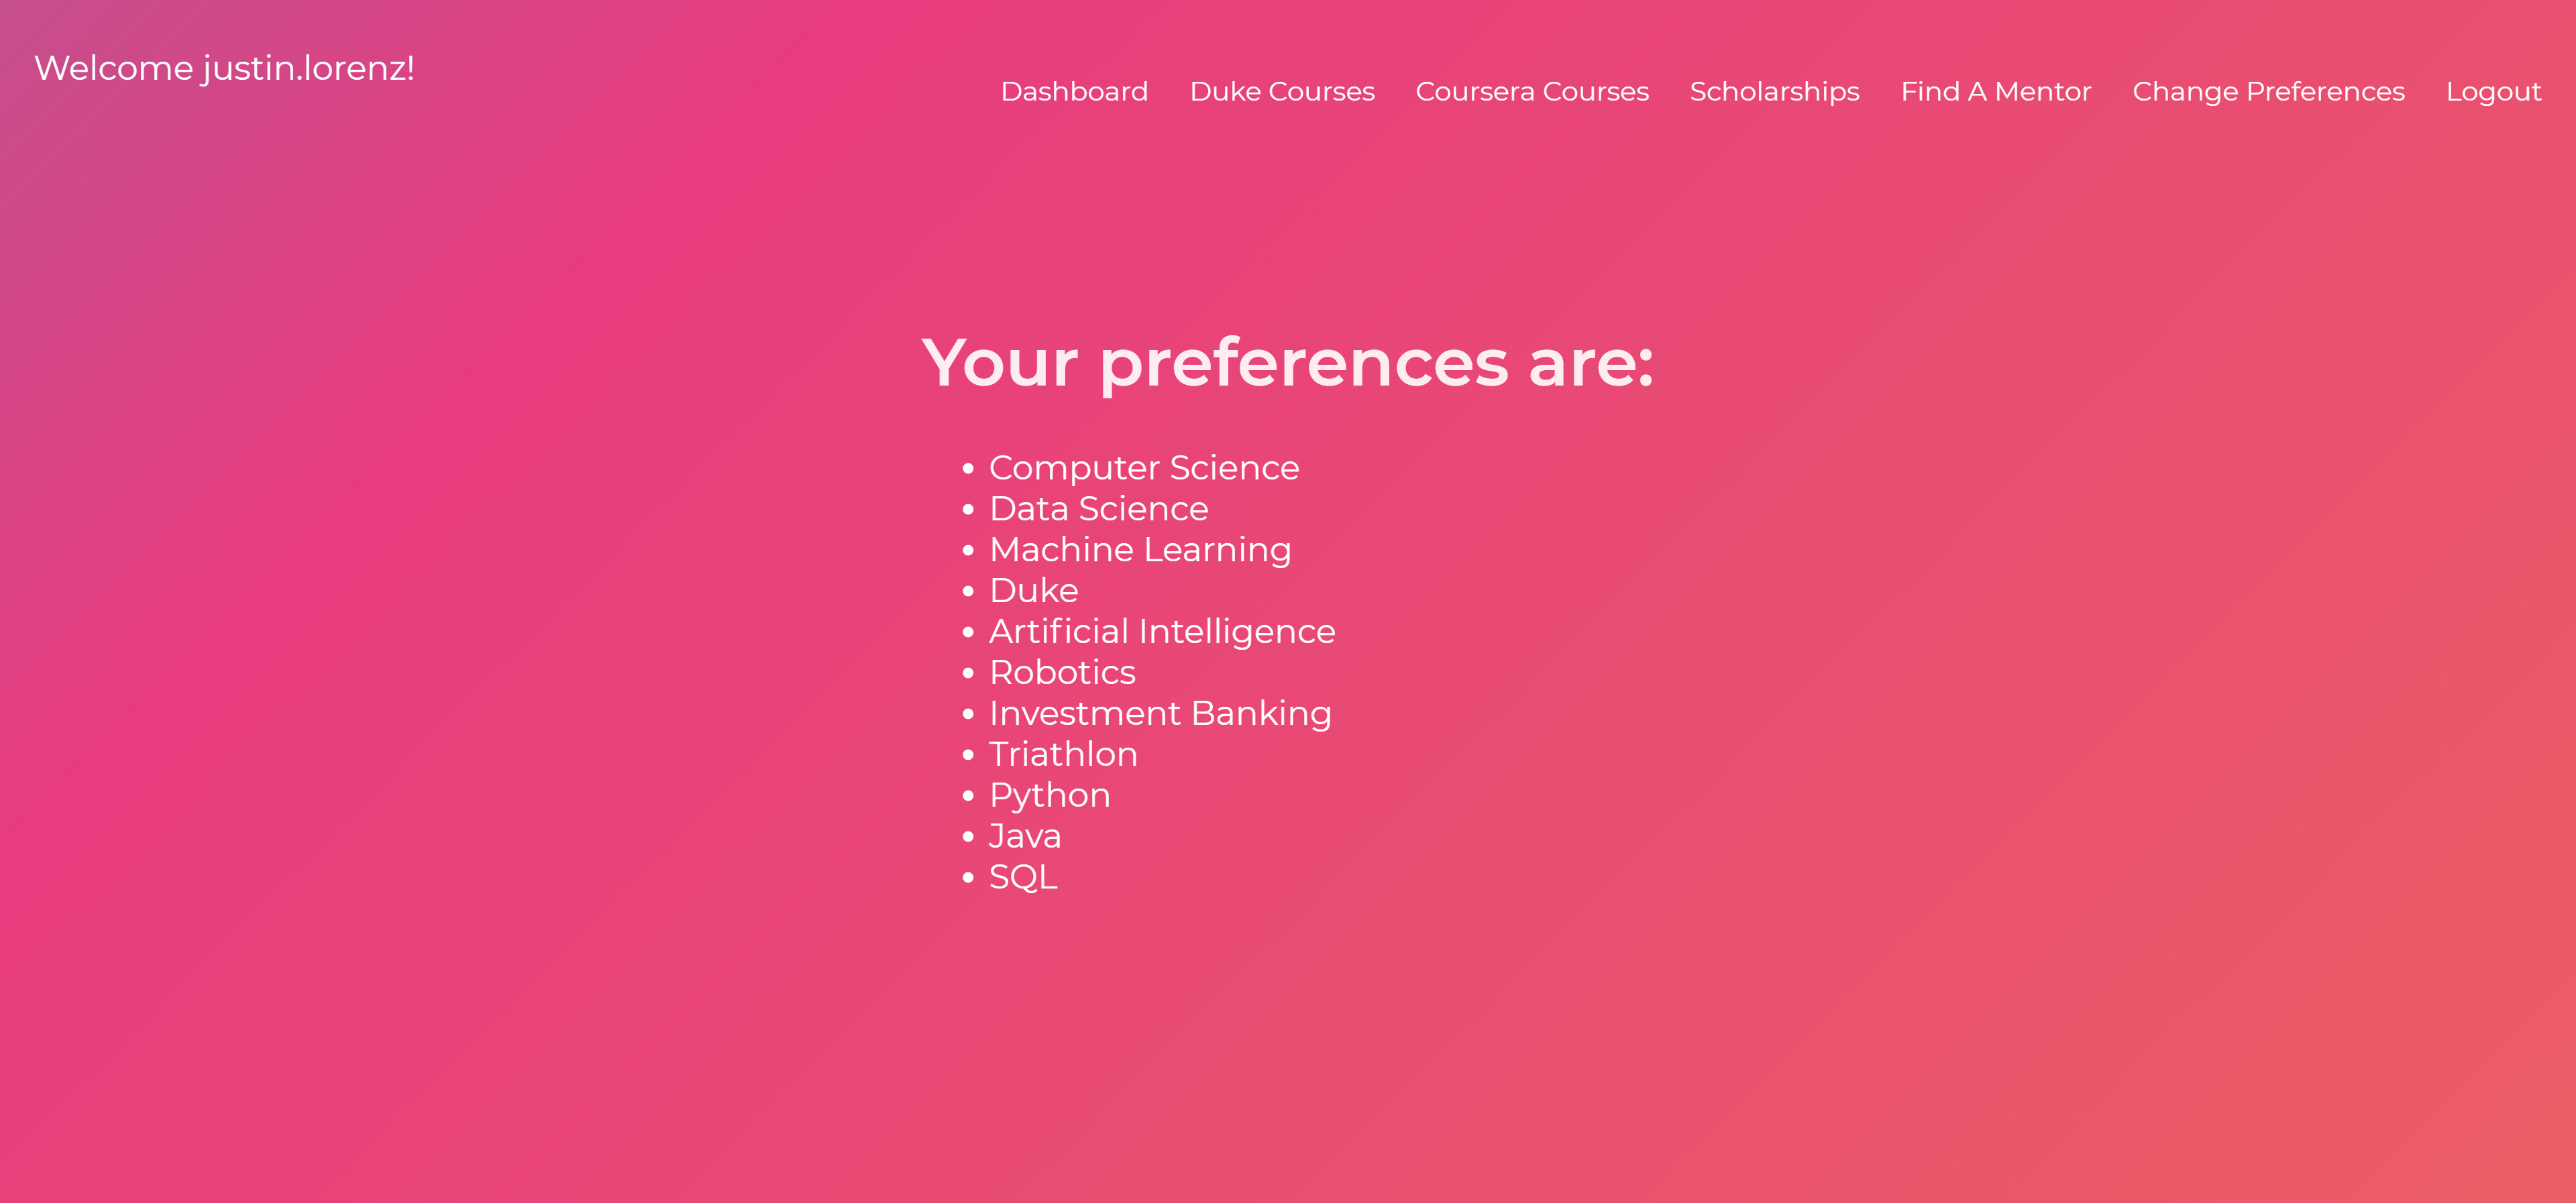 Welcome justin.lorenz!
Dashboard Duke Courses Coursera Courses Scholarships Find A Mentor Change Preferences Logout
Your preferences are:
• Computer Science
• Data Science
• Machine Learning
• Duke
• Artificial Intelligence
• Robotics
• Investment Banking
• Triathlon
• Python
• Java
• SQL